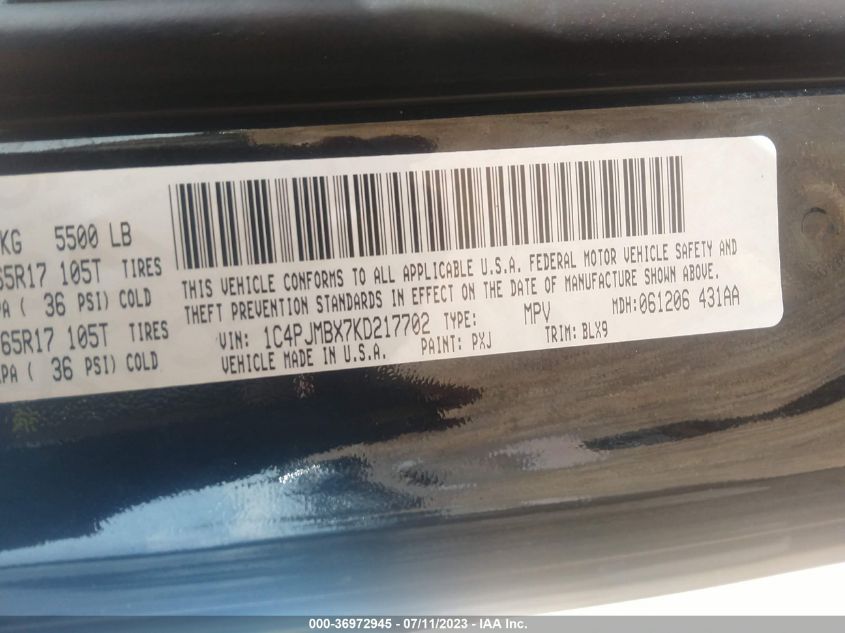 KG 5500 LB
65R17 105T TIRES
PA ( 36 PSI) COLD
65R17 105T TIRES
PA ( 36 PSI) COLD
THIS VEHICLE CONFORMS TO ALL APPLICABLE U.S.A. FEDERAL MOTOR VEHICLE SAFETY AND
THEFT PREVENTION STANDARDS IN EFFECT ON THE DATE OF MANUFACTURE SHOWN ABOVE.
VIN: 1C4PJMBX7KD217702 TYPE: MPV MDH:061206 431AA
VEHICLE MADE IN U.S.A. PAINT: PXJ TRIM: BLX9
000-36972945 - 07/11/2023 - IAA Inc.